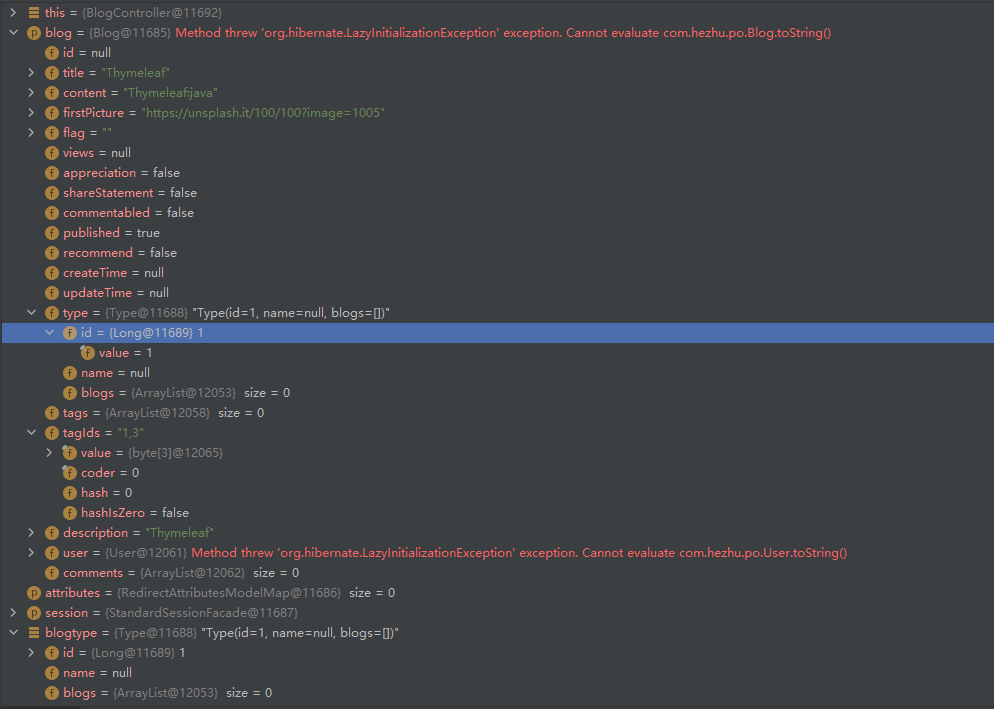 this = {BlogController@11692}
blog = {Blog@11685} Method threw 'org.hibernate.LazyInitializationException' exception. Cannot evaluate com.hezhu.po.Blog.toString()
f id = null
f title = "Thymeleaf"
f content = "Thymeleaf:java"
f firstPicture = "https://unsplash.it/100/100?image=1005"
f flag = ""
f views = null
f appreciation = false
f shareStatement = false
f commentabled = false
f published = true
f recommend = false
f createTime = null
f updateTime = null
f type = {Type@11688} "Type(id=1, name=null, blogs=[])"
f id = {Long@11689} 1
f value = 1
f name = null
f blogs = {ArrayList@12053} size = 0
f tags = {ArrayList@12058} size = 0
f tagIds = "1,3"
f value = {byte[3]@12065}
f coder = 0
f hash = 0
f hashIsZero = false
f description = "Thymeleaf"
f user = {User@12061} Method threw 'org.hibernate.LazyInitializationException' exception. Cannot evaluate com.hezhu.po.User.toString()
f comments = {ArrayList@12062} size = 0
p attributes = {RedirectAttributesModelMap@11686} size = 0
p session = {StandardSessionFacade@11687}
blogtype = {Type@11688} "Type(id=1, name=null, blogs=[])"
f id = {Long@11689} 1
f name = null
f blogs = {ArrayList@12053} size = 0